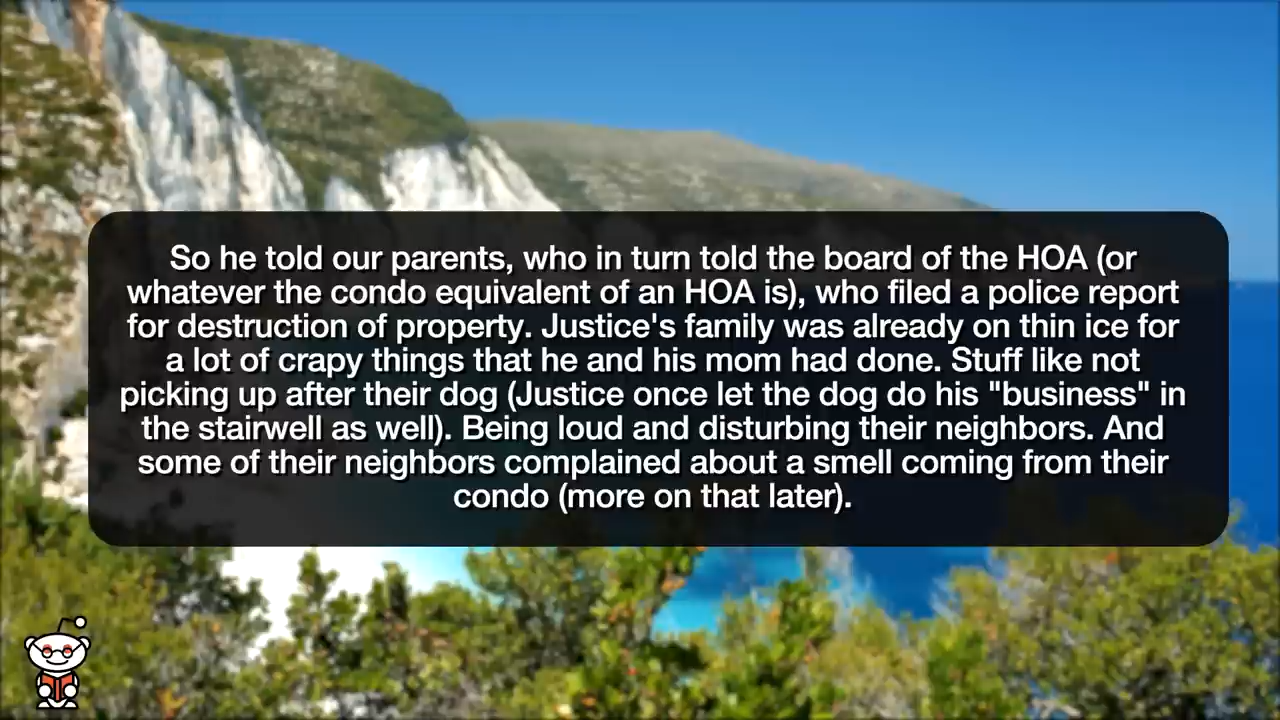 So he told our parents, who in turn told the board of the HOA (or
whatever the condo equivalent of an HOA is), who filed a police report
for destruction of property. Justice's family was already on thin ice for
a lot of crapy things that he and his mom had done. Stuff like not
picking up after their dog (Justice once let the dog do his "business" in
the stairwell as well). Being loud and disturbing their neighbors. And
some of their neighbors complained about a smell coming from their
condo (more on that later).